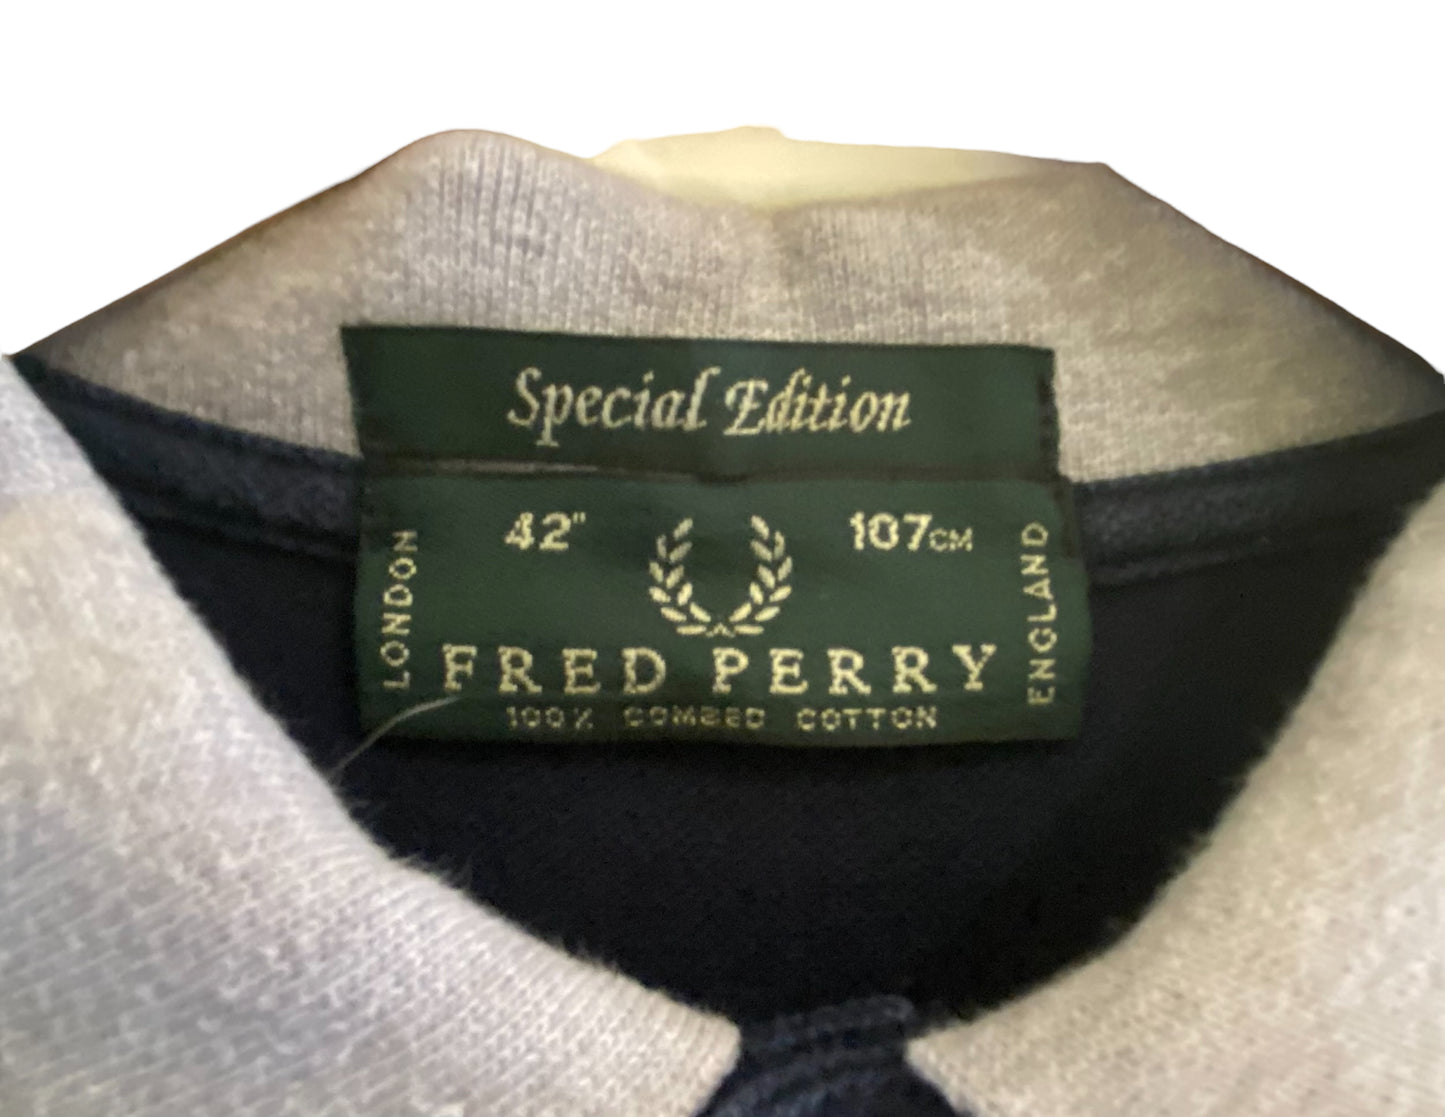 Special Edition
42" 107CM
LONDON
ENGLAND
FRED PERRY
100% COMBED COTTON